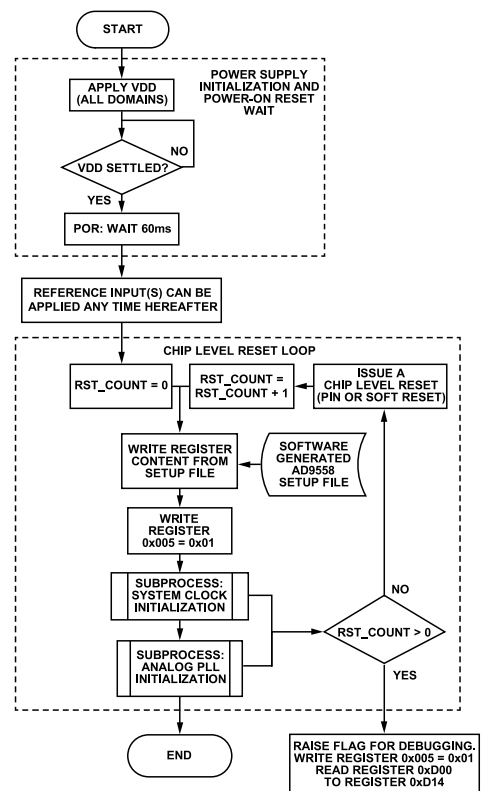 START
POWER SUPPLY
INITIALIZATION AND
POWER-ON RESET
WAIT
APPLY VDD
(ALL DOMAINS)
NO
VDD SETTLED?
YES
POR: WAIT 60ms
REFERENCE INPUT(S) CAN BE
APPLIED ANY TIME HEREAFTER
CHIP LEVEL RESET LOOP
RST_COUNT = 0
RST_COUNT =
RST_COUNT + 1
ISSUE A
CHIP LEVEL RESET
(PIN OR SOFT RESET)
WRITE REGISTER
CONTENT FROM
SETUP FILE
SOFTWARE
GENERATED
AD9558
SETUP FILE
WRITE
REGISTER
0x005 = 0x01
SUBPROCESS:
SYSTEM CLOCK
INITIALIZATION
NO
RST_COUNT > 0
SUBPROCESS:
ANALOG PLL
INITIALIZATION
YES
END
RAISE FLAG FOR DEBUGGING.
WRITE REGISTER 0x005 = 0x01
READ REGISTER 0xD00
TO REGISTER 0xD14